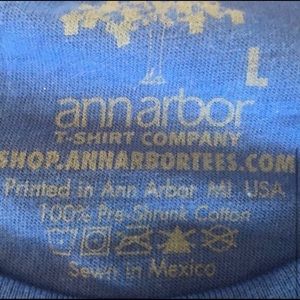 L
annarbor
T-SHIRT COMPANY
SHOP.ANNARBORTEES.COM
Printed in Ann Arbor, MI, USA
100% Pre-Shrunk Cotton
Sewn in Mexico